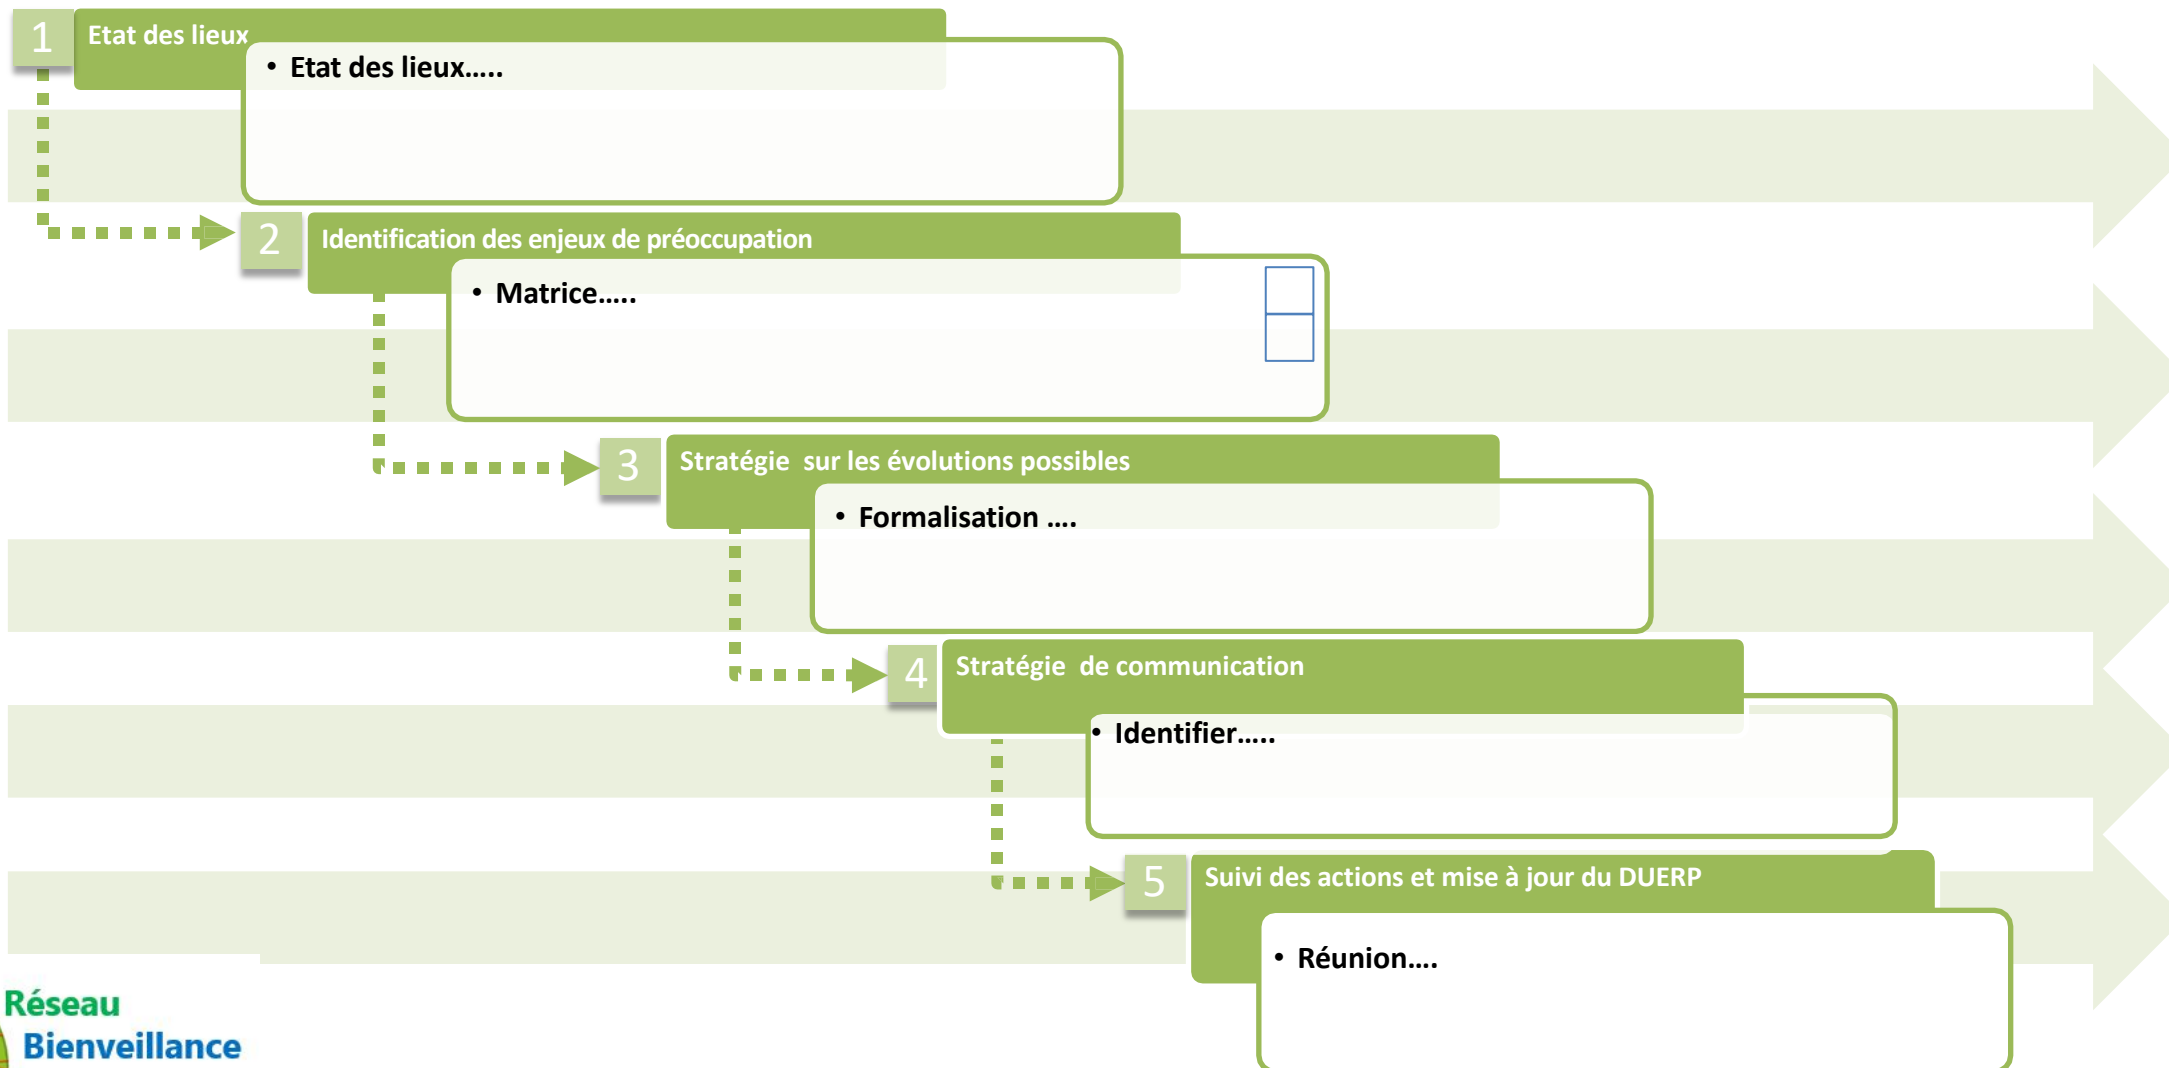 1
Etat des lieux
• Etat des lieux…..
2
Identification des enjeux de préoccupation
• Matrice…..
3
Stratégie  sur les évolutions possibles
• Formalisation ….
4
Stratégie  de communication
• Identifier…..
5
Suivi des actions et mise à jour du DUERP
• Réunion….
Réseau
Bienveillance